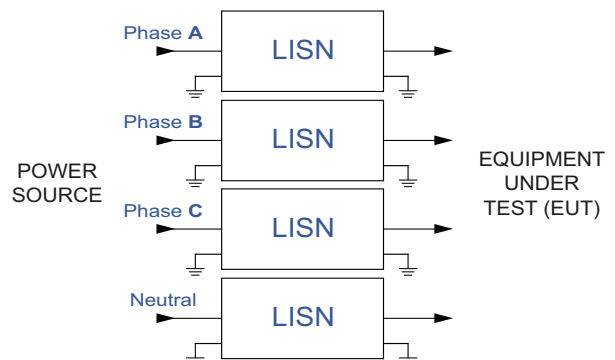 Phase A
LISN
Phase B
LISN
POWER
SOURCE
EQUIPMENT
UNDER
TEST (EUT)
Phase C
LISN
Neutral
LISN